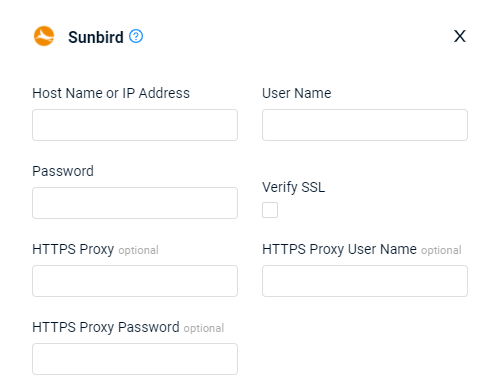 Sunbird ?
X
Host Name or IP Address
User Name
Password
Verify SSL
HTTPS Proxy optional
HTTPS Proxy User Name optional
HTTPS Proxy Password optional